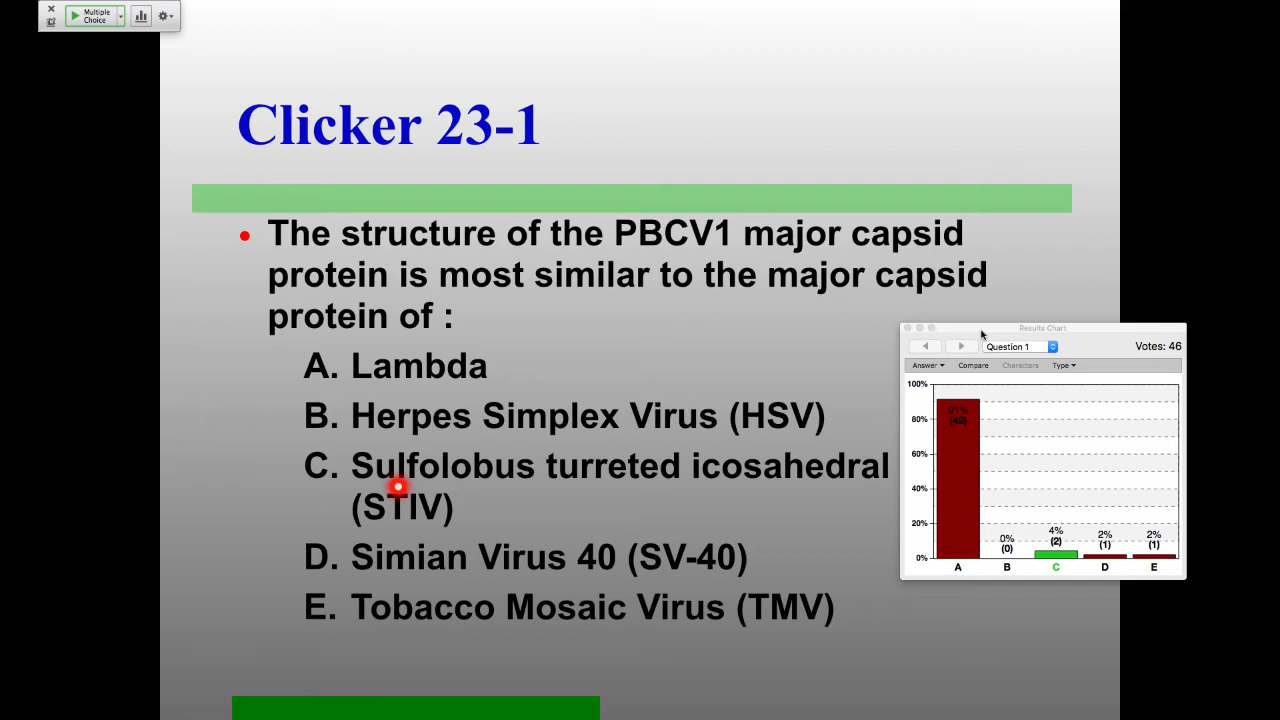 Multiple
Choice
Clicker 23-1
• The structure of the PBCV1 major capsid
protein is most similar to the major capsid
protein of :
A. Lambda
B. Herpes Simplex Virus (HSV)
C. Sulfolobus turreted icosahedral
(STIV)
D. Simian Virus 40 (SV-40)
E. Tobacco Mosaic Virus (TMV)
Results Chart
Question 1
Votes: 46
Answer Compare Characters Type
100%
80%
60%
40%
20%
0%
91%
(42)
0%
(0)
4%
(2)
2%
(1)
2%
(1)
A B C D E